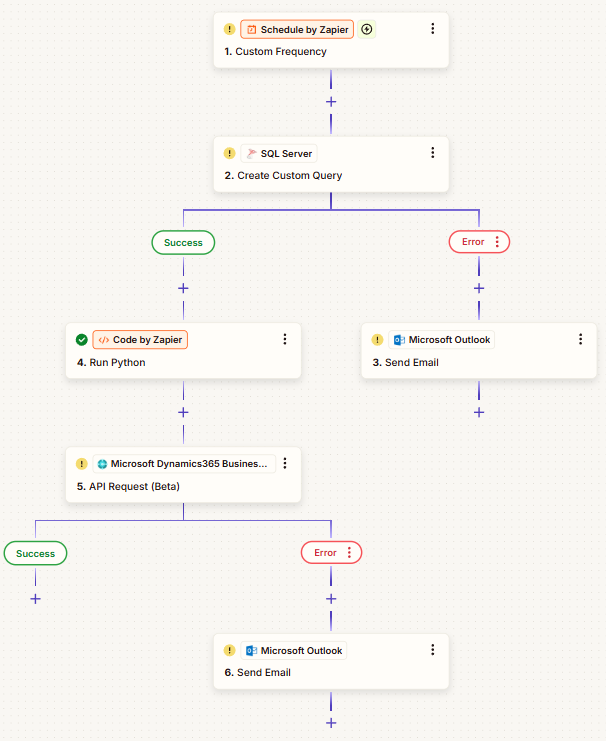 Schedule by Zapier
1. Custom Frequency
SQL Server
2. Create Custom Query
Success
Error
Code by Zapier
4. Run Python
Microsoft Outlook
3. Send Email
Microsoft Dynamics365 Busines...
5. API Request (Beta)
Success
Error
Microsoft Outlook
6. Send Email